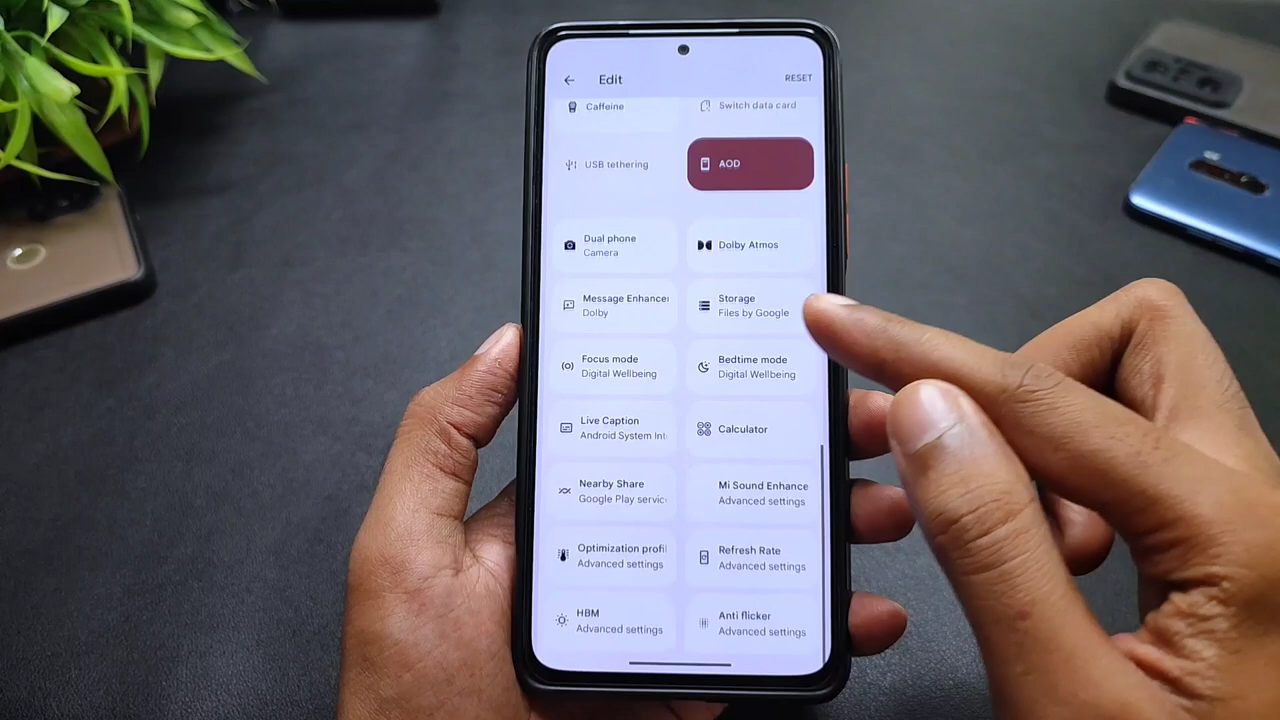 Edit
RESET
Caffeine
Switch data card
USB tethering
AOD
Dual phone
Camera
Dolby Atmos
Message Enhancer
Dolby
Storage
Files by Google
Focus mode
Digital Wellbeing
Bedtime mode
Digital Wellbeing
Live Caption
Android System Int
Calculator
Nearby Share
Google Play servic
Mi Sound Enhance
Advanced settings
Optimization profi
Advanced settings
Refresh Rate
Advanced settings
HBM
Advanced settings
Anti flicker
Advanced settings